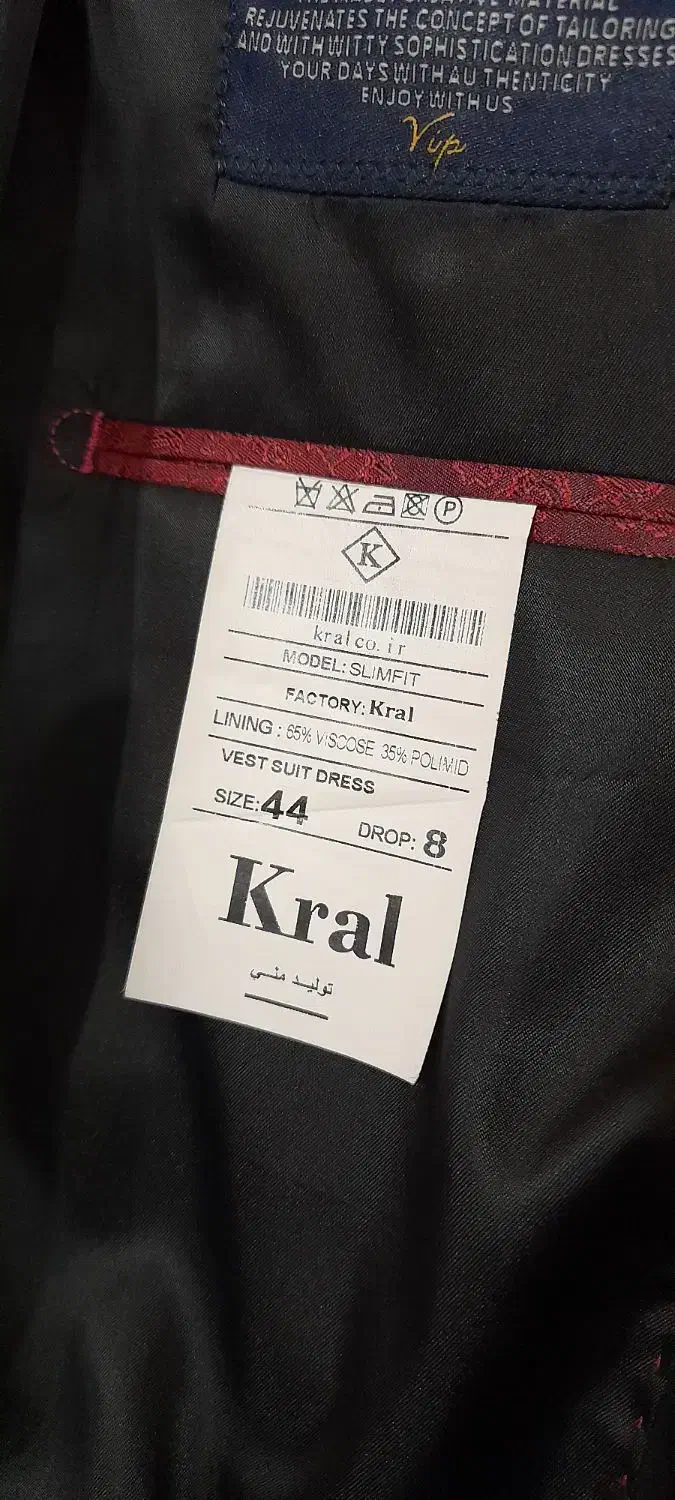 MATERIAL
REJUVENATES THE CONCEPT OF TAILORING
AND WITH WITTY SOPHISTICATION DRESSES
YOUR DAYS WITH AUTHENTICITY
ENJOY WITH US
Vip
P
K
kralco.ir
MODEL: SLIMFIT
FACTORY: Kral
LINING : 65% VISCOSE 35% POLIMID
VEST SUIT DRESS
SIZE: 44 DROP: 8
Kral
تولید منی